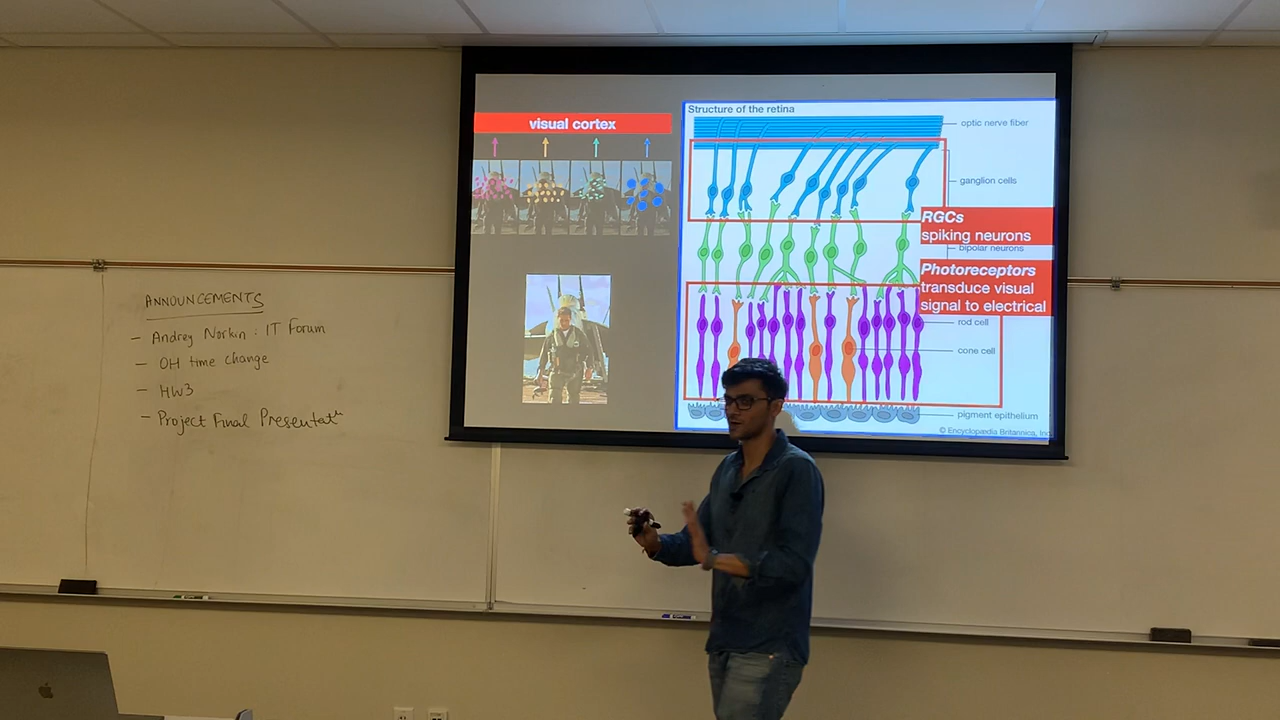 ANNOUNCEMENTS
- Andrey Norkin : IT Forum
- OH time change
- HW3
- Project Final Presentatⁿ
visual cortex
Structure of the retina
optic nerve fiber
ganglion cells
RGCs
spiking neurons
bipolar neurons
Photoreceptors
transduce visual
signal to electrical
rod cell
cone cell
pigment epithelium
© Encyclopædia Britannica, Inc